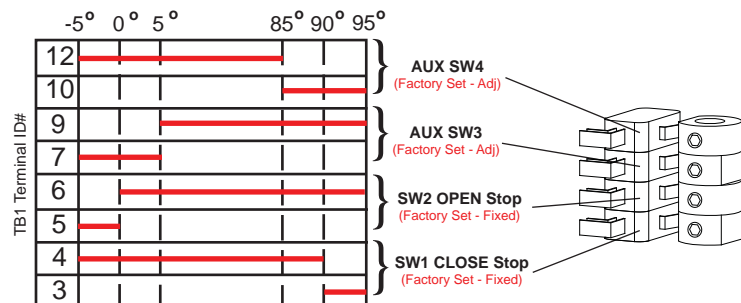 -5° 0° 5° 85° 90° 95°
TB1 Terminal ID#
12
10
9
7
6
5
4
3
AUX SW4
(Factory Set - Adj)
AUX SW3
(Factory Set - Adj)
SW2 OPEN Stop
(Factory Set - Fixed)
SW1 CLOSE Stop
(Factory Set - Fixed)